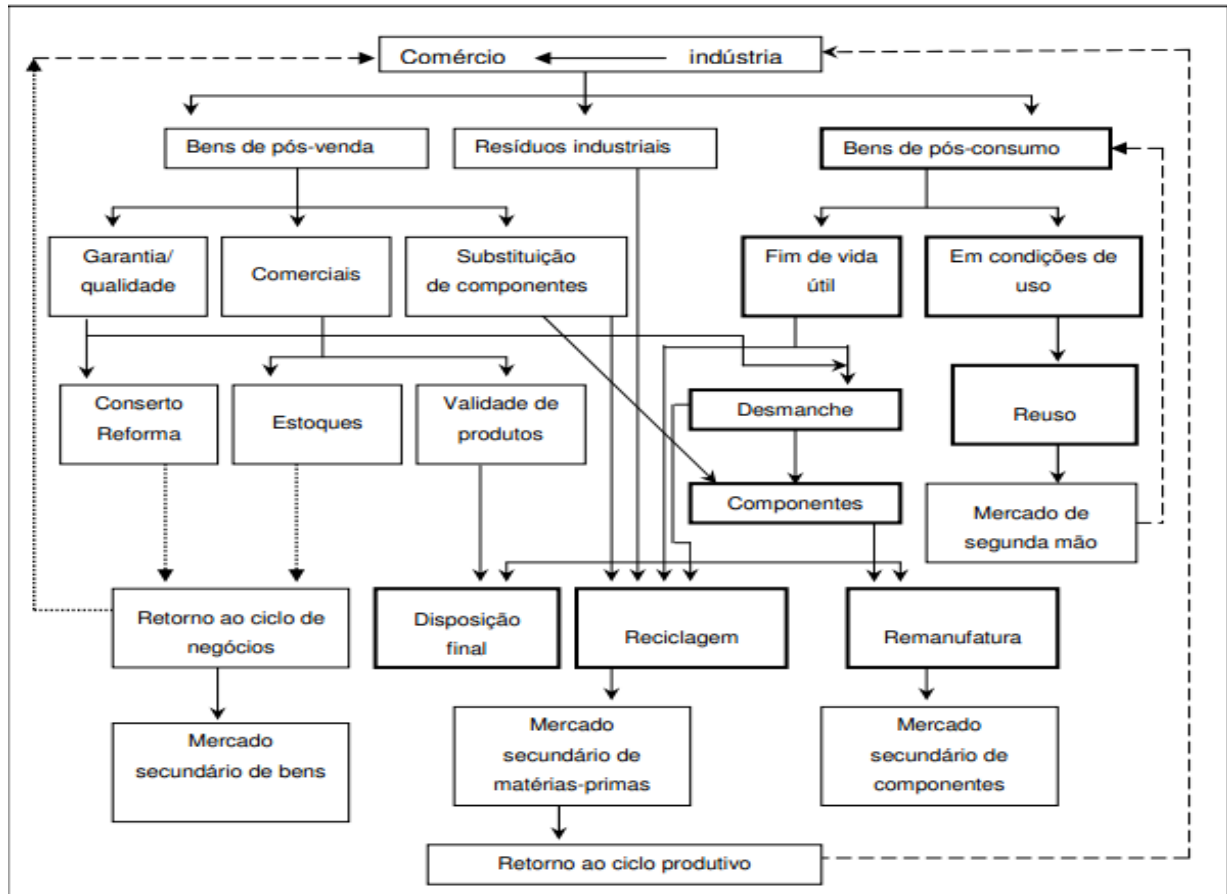 Comércio indústria
Bens de pós-venda
Resíduos industriais
Bens de pós-consumo
Garantia/
qualidade
Comerciais
Substituição
de componentes
Fim de vida
útil
Em condições de
uso
Conserto
Reforma
Estoques
Validade de
produtos
Desmanche
Reuso
Componentes
Mercado de
segunda mão
Retorno ao ciclo de
negócios
Disposição
final
Reciclagem
Remanufatura
Mercado
secundário de bens
Mercado
secundário de
matérias-primas
Mercado
secundário de
componentes
Retorno ao ciclo produtivo